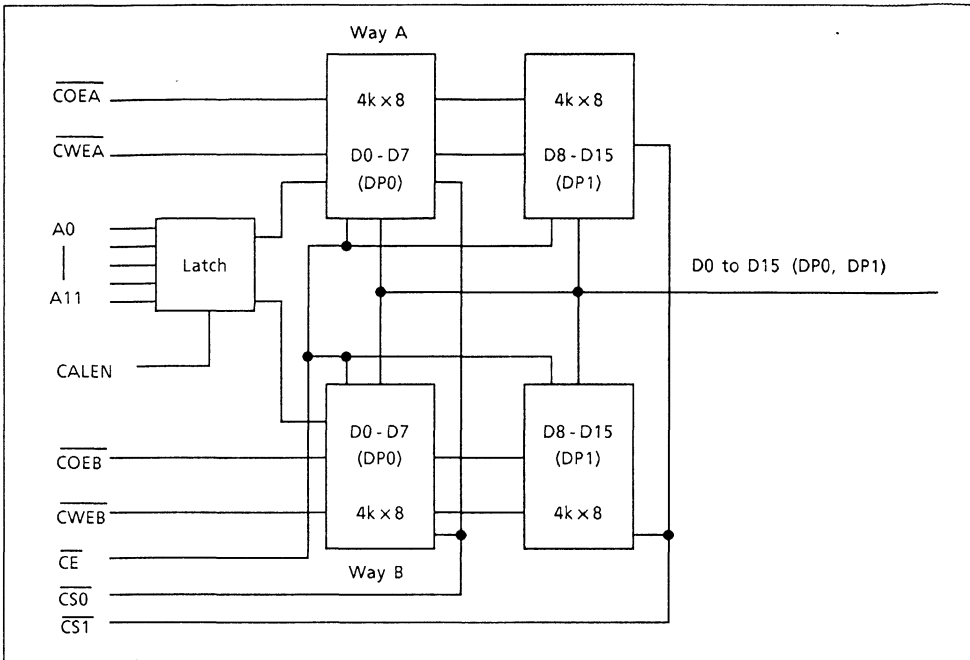 Way A
COEA
4k × 8
4k × 8
CWEA
D0 - D7
(DP0)
D8 - D15
(DP1)
A0
Latch
A11
D0 to D15 (DP0, DP1)
CALEN
D0 - D7
(DP0)
D8 - D15
(DP1)
COEB
CWEB
4k × 8
4k × 8
CE
Way B
CS0
CS1